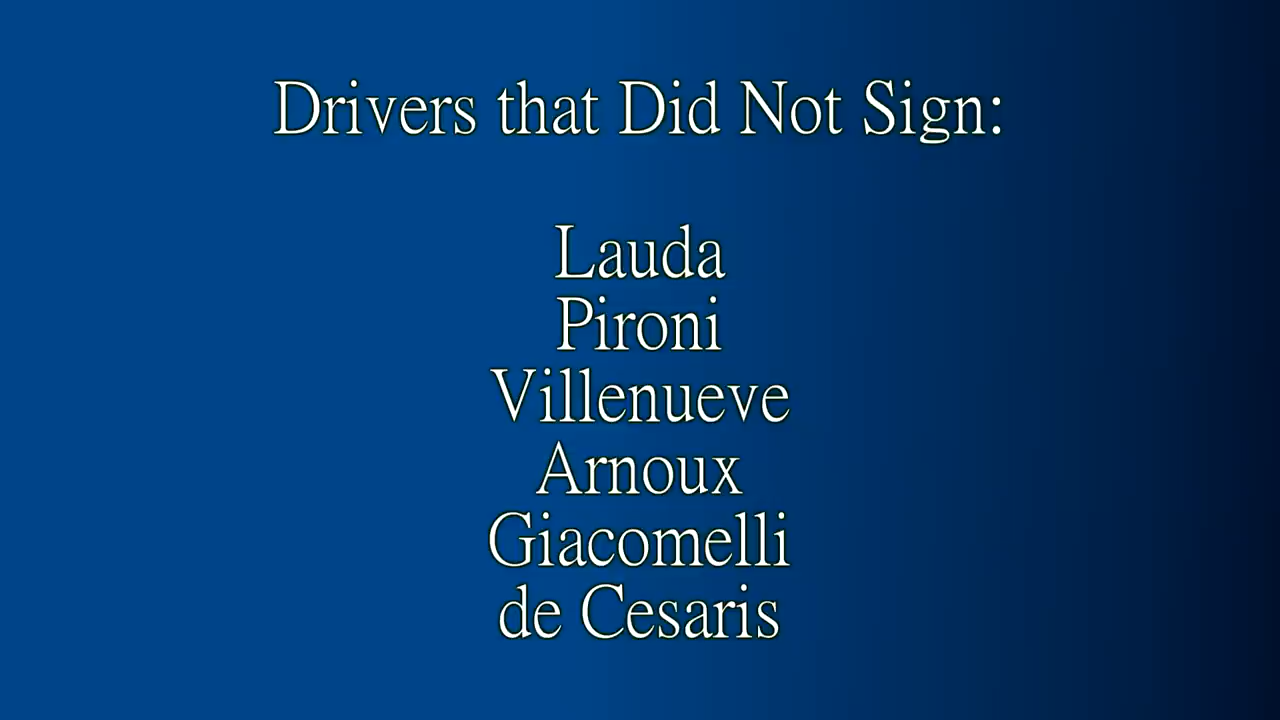 Drivers that Did Not Sign:
Lauda
Pironi
Villenueve
Arnoux
Giacomelli
de Cesaris